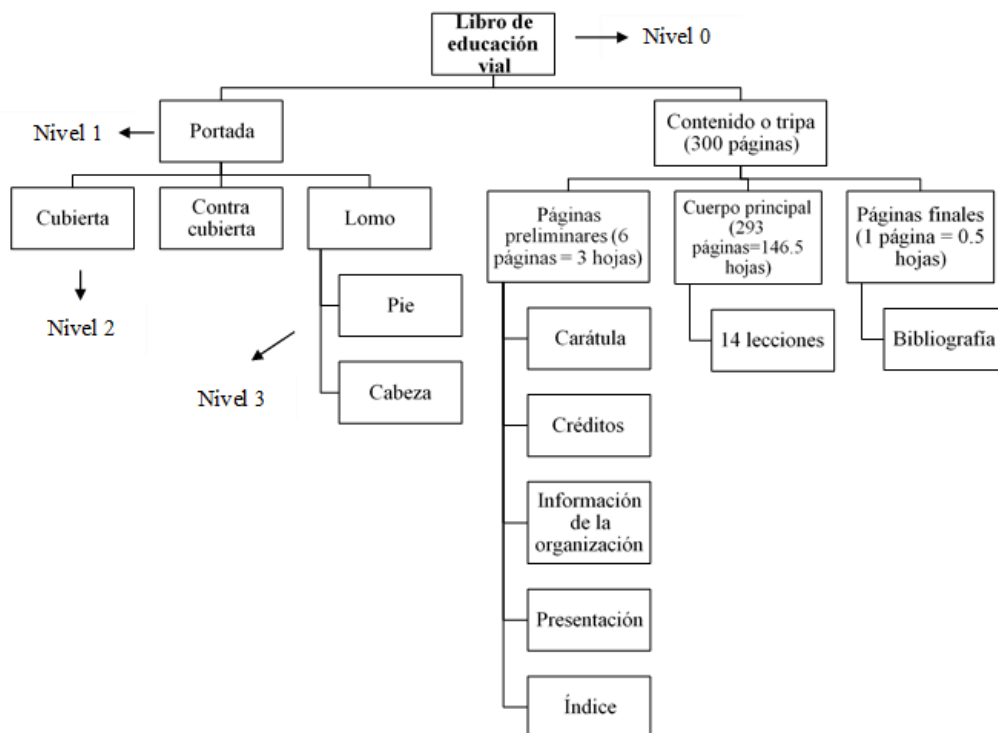 Libro de
educación
vial
Nivel 0
Nivel 1
Portada
Contenido o tripa
(300 páginas)
Cubierta
Contra
cubierta
Lomo
Páginas
preliminares (6
páginas = 3 hojas)
Cuerpo principal
(293
páginas=146.5
hojas)
Páginas finales
(1 página = 0.5
hojas)
Nivel 2
Pie
Nivel 3
Cabeza
Carátula
Créditos
Información
de la
organización
Presentación
Índice
14 lecciones
Bibliografía